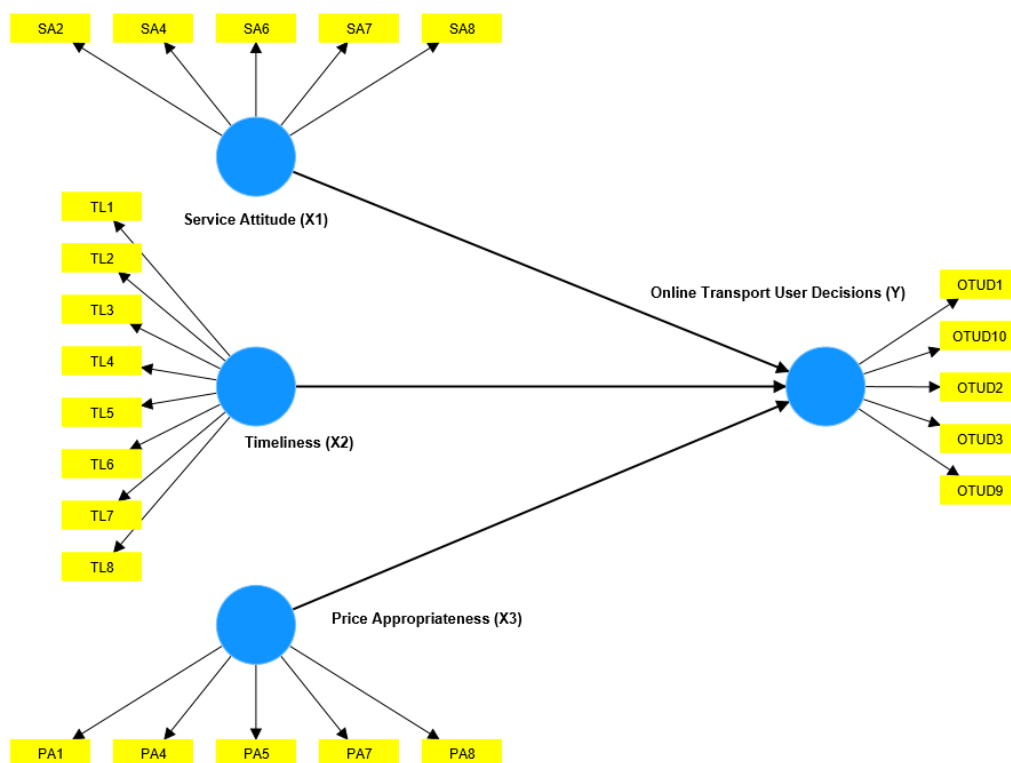 SA2 SA4 SA6 SA7 SA8
Service Attitude (X1)
TL1
TL2
TL3
TL4
TL5
TL6
TL7
TL8
Timeliness (X2)
Online Transport User Decisions (Y)
OTUD1
OTUD10
OTUD2
OTUD3
OTUD9
Price Appropriateness (X3)
PA1 PA4 PA5 PA7 PA8